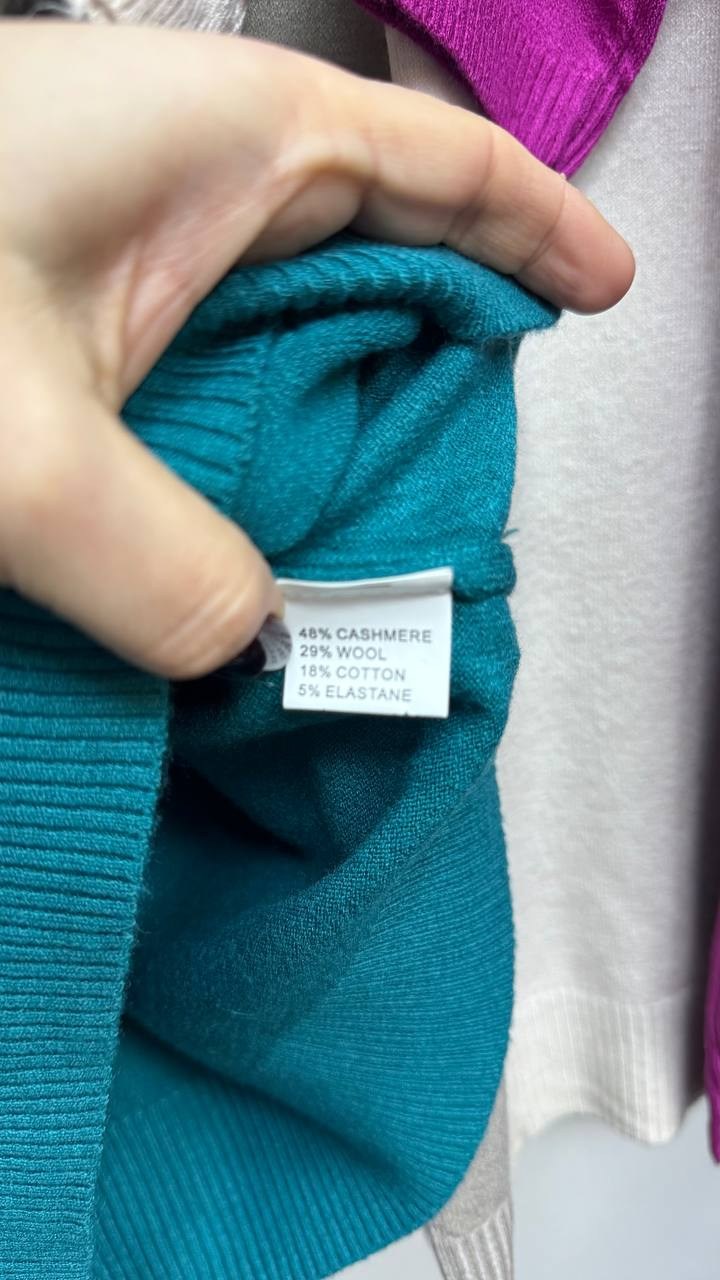 48% CASHMERE
29% WOOL
18% COTTON
5% ELASTANE